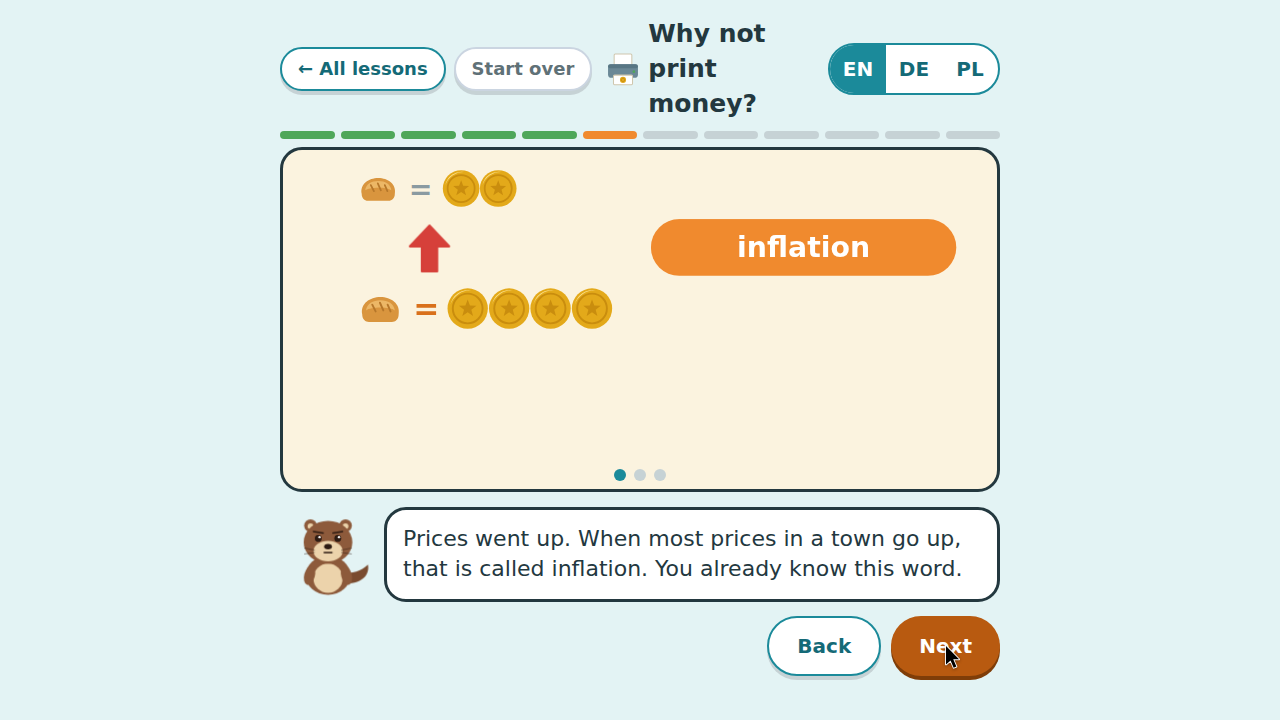 ← All lessons
Start over
Why not
print
money?
EN DE PL
=
inflation
=
Prices went up. When most prices in a town go up,
that is called inflation. You already know this word.
Back
Next